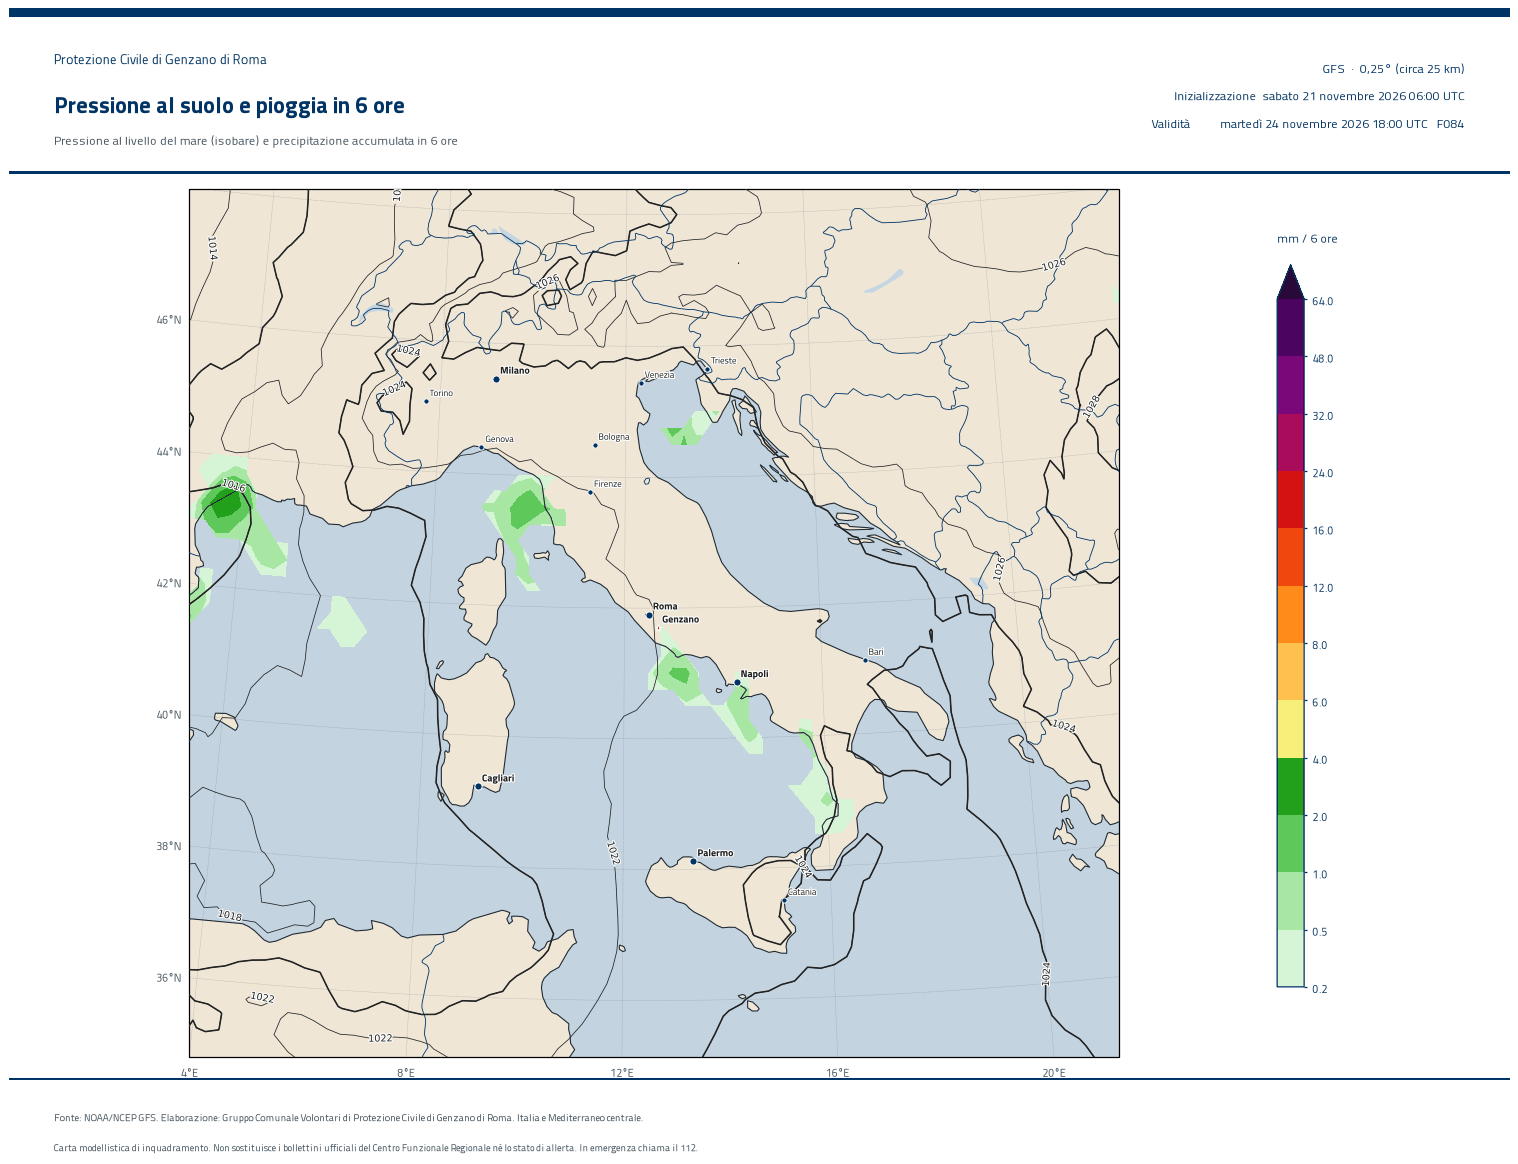 Protezione Civile di Genzano di Roma
Pressione al suolo e pioggia in 6 ore
Pressione al livello del mare (isobare) e precipitazione accumulata in 6 ore
GFS · 0,25° (circa 25 km)
Inizializzazione sabato 21 novembre 2026 06:00 UTC
Validità martedì 24 novembre 2026 18:00 UTC F084
mm / 6 ore
64.0
48.0
32.0
24.0
16.0
12.0
8.0
6.0
4.0
2.0
1.0
0.5
0.2
10
1014
1026
1026
46°N
1024
Trieste
Milano
Venezia
1024
Torino
1028
Genova
Bologna
44°N
1016
Firenze
1026
42°N
Roma
Genzano
Bari
Napoli
40°N
1024
Cagliari
38°N
1022
Palermo
1024
Catania
1018
36°N
1024
1022
1022
4°E
8°E
12°E
16°E
20°E
Fonte: NOAA/NCEP GFS. Elaborazione: Gruppo Comunale Volontari di Protezione Civile di Genzano di Roma. Italia e Mediterraneo centrale.
Carta modellistica di inquadramento. Non sostituisce i bollettini ufficiali del Centro Funzionale Regionale né lo stato di allerta. In emergenza chiama il 112.